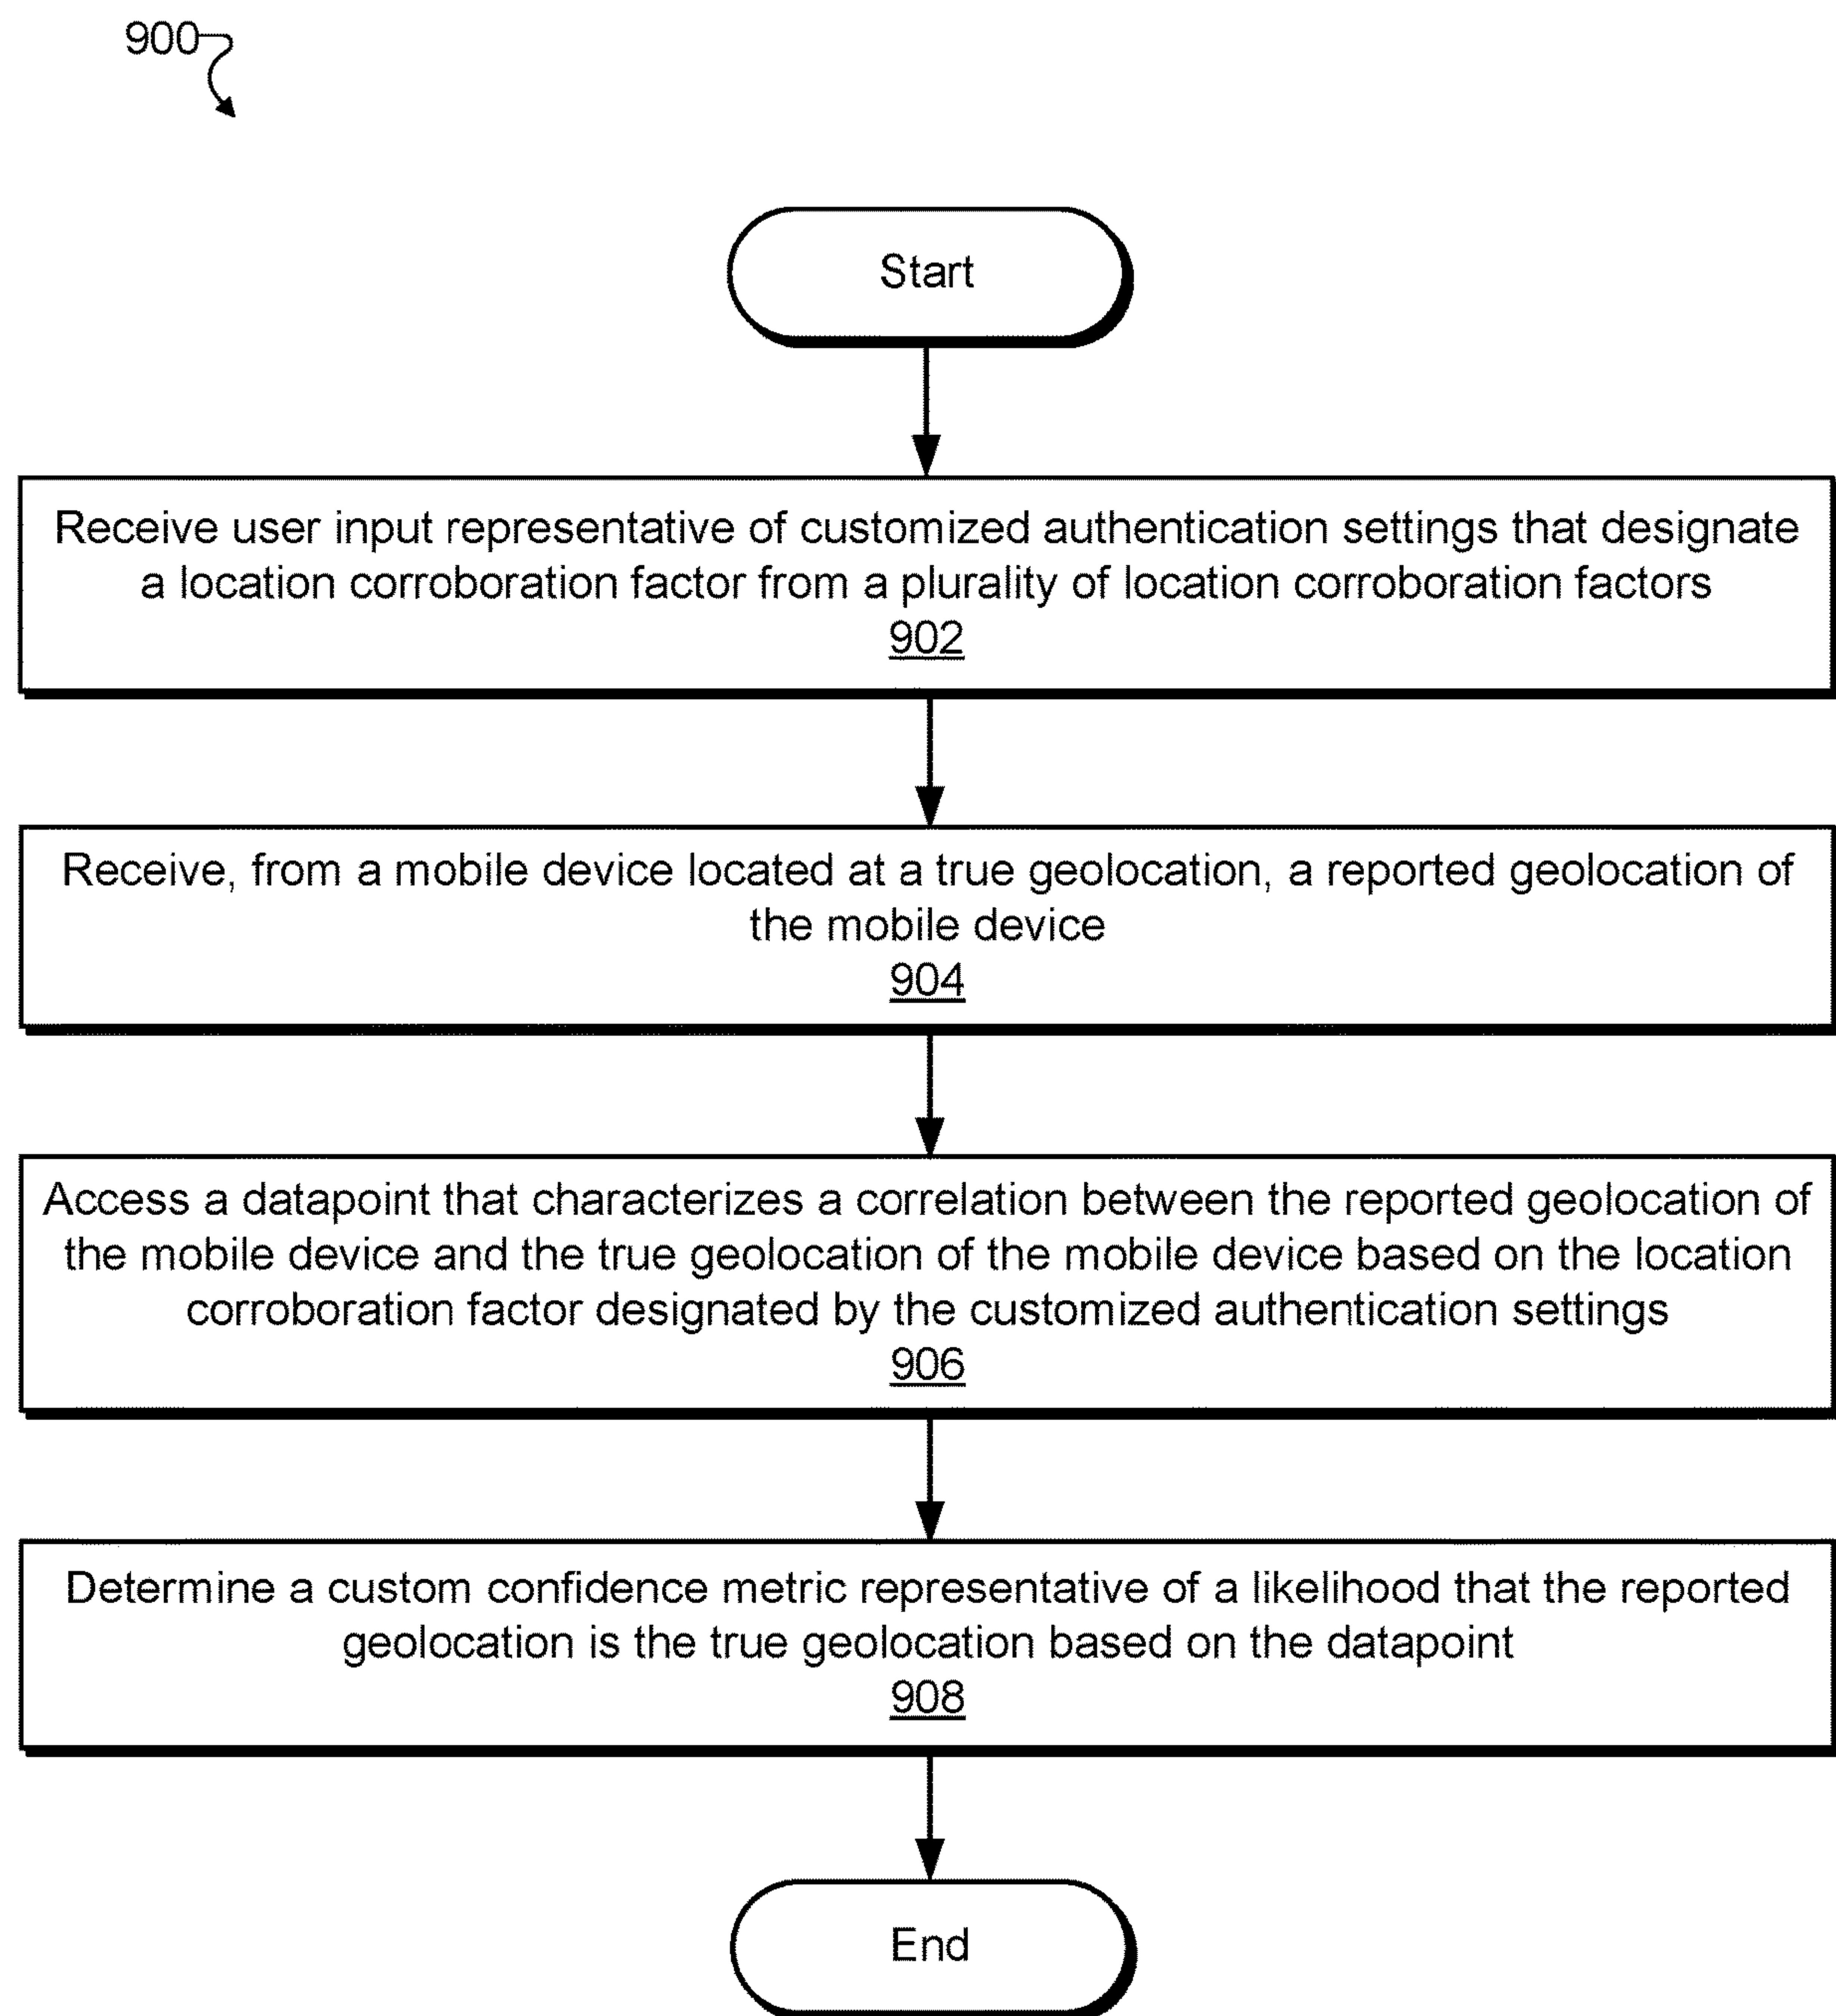 900
Start
Receive user input representative of customized authentication settings that designate
a location corroboration factor from a plurality of location corroboration factors
902
Receive, from a mobile device located at a true geolocation, a reported geolocation of
the mobile device
904
Access a datapoint that characterizes a correlation between the reported geolocation of
the mobile device and the true geolocation of the mobile device based on the location
corroboration factor designated by the customized authentication settings
906
Determine a custom confidence metric representative of a likelihood that the reported
geolocation is the true geolocation based on the datapoint
908
End